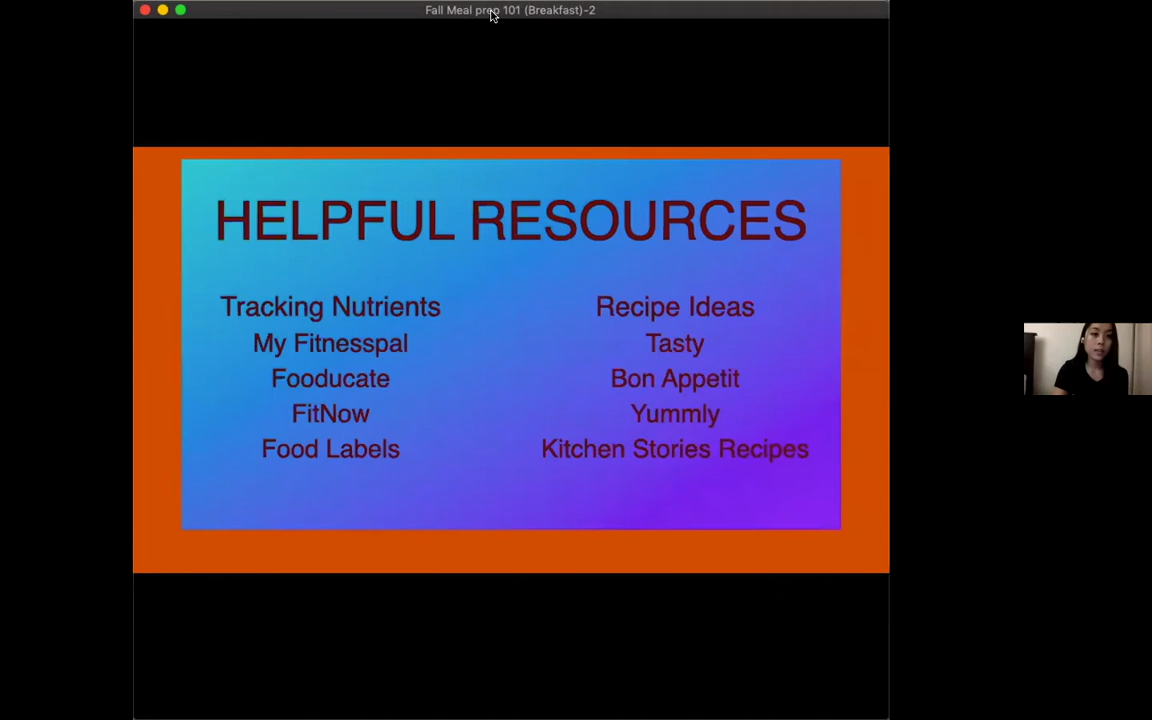 Fall Meal prep 101 (Breakfast)-2
HELPFUL RESOURCES
Tracking Nutrients
My Fitnesspal
Fooducate
FitNow
Food Labels
Recipe Ideas
Tasty
Bon Appetit
Yummly
Kitchen Stories Recipes